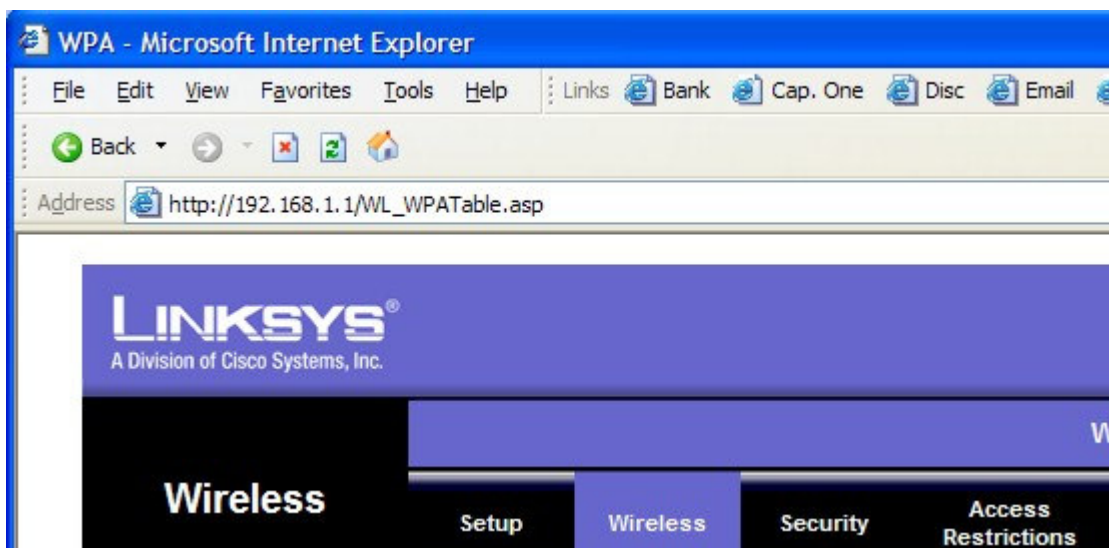 WPA - Microsoft Internet Explorer
File Edit View Favorites Tools Help Links Bank Cap. One Disc Email
Back
Address http://192.168.1.1/WL_WPATable.asp
LINKSYS®
A Division of Cisco Systems, Inc.
W
Wireless
Setup Wireless Security Access Restrictions